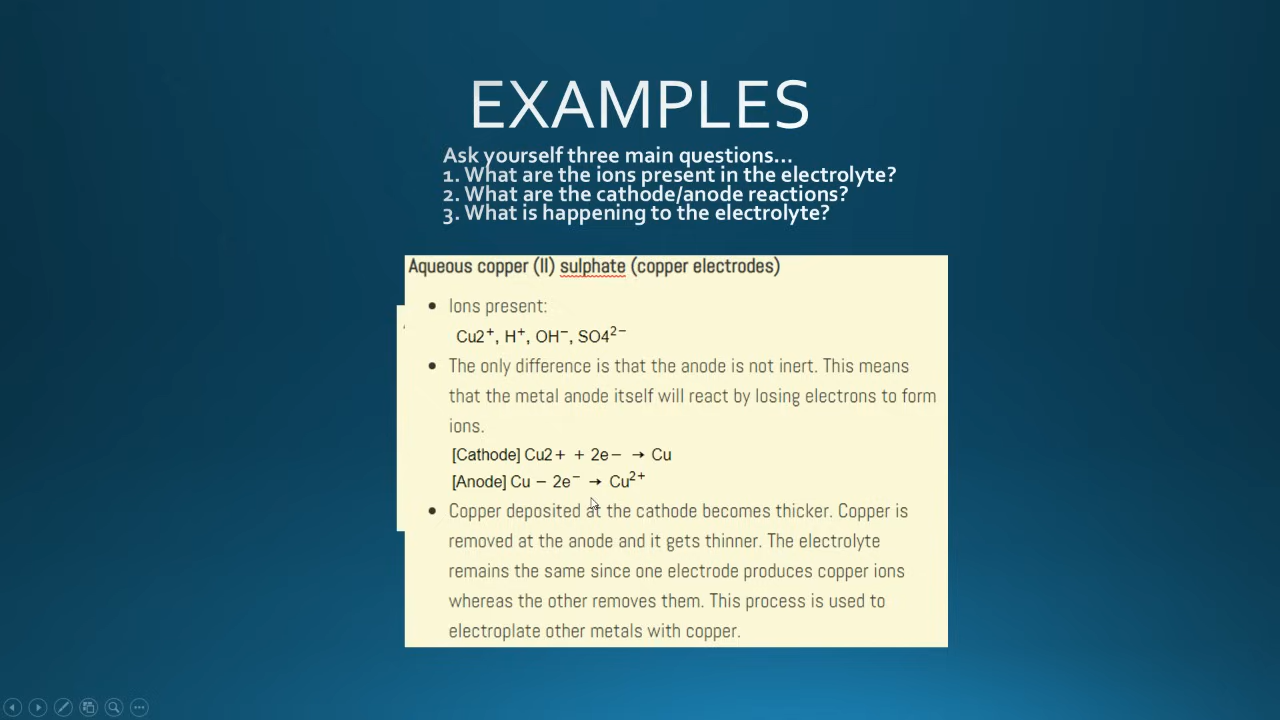 EXAMPLES
Ask yourself three main questions...
1. What are the ions present in the electrolyte?
2. What are the cathode/anode reactions?
3. What is happening to the electrolyte?
Aqueous copper (II) sulphate (copper electrodes)
• Ions present:
Cu2⁺, H⁺, OH⁻, SO4²⁻
• The only difference is that the anode is not inert. This means
that the metal anode itself will react by losing electrons to form
ions.
[Cathode] Cu2+ + 2e− → Cu
[Anode] Cu − 2e⁻ → Cu²⁺
• Copper deposited at the cathode becomes thicker. Copper is
removed at the anode and it gets thinner. The electrolyte
remains the same since one electrode produces copper ions
whereas the other removes them. This process is used to
electroplate other metals with copper.